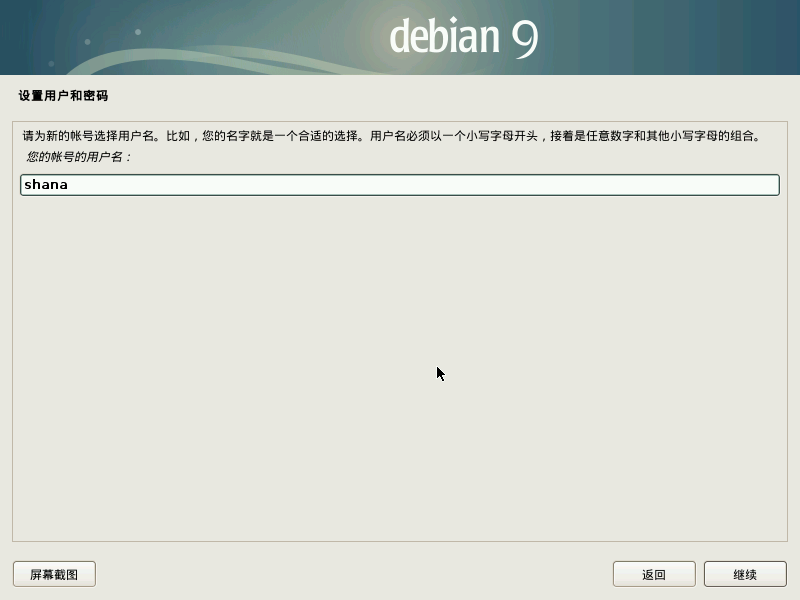 debian 9
设置用户和密码
请为新的帐号选择用户名。比如，您的名字就是一个合适的选择。用户名必须以一个小写字母开头，接着是任意数字和其他小写字母的组合。
您的帐号的用户名：
shana
屏幕截图
返回
继续